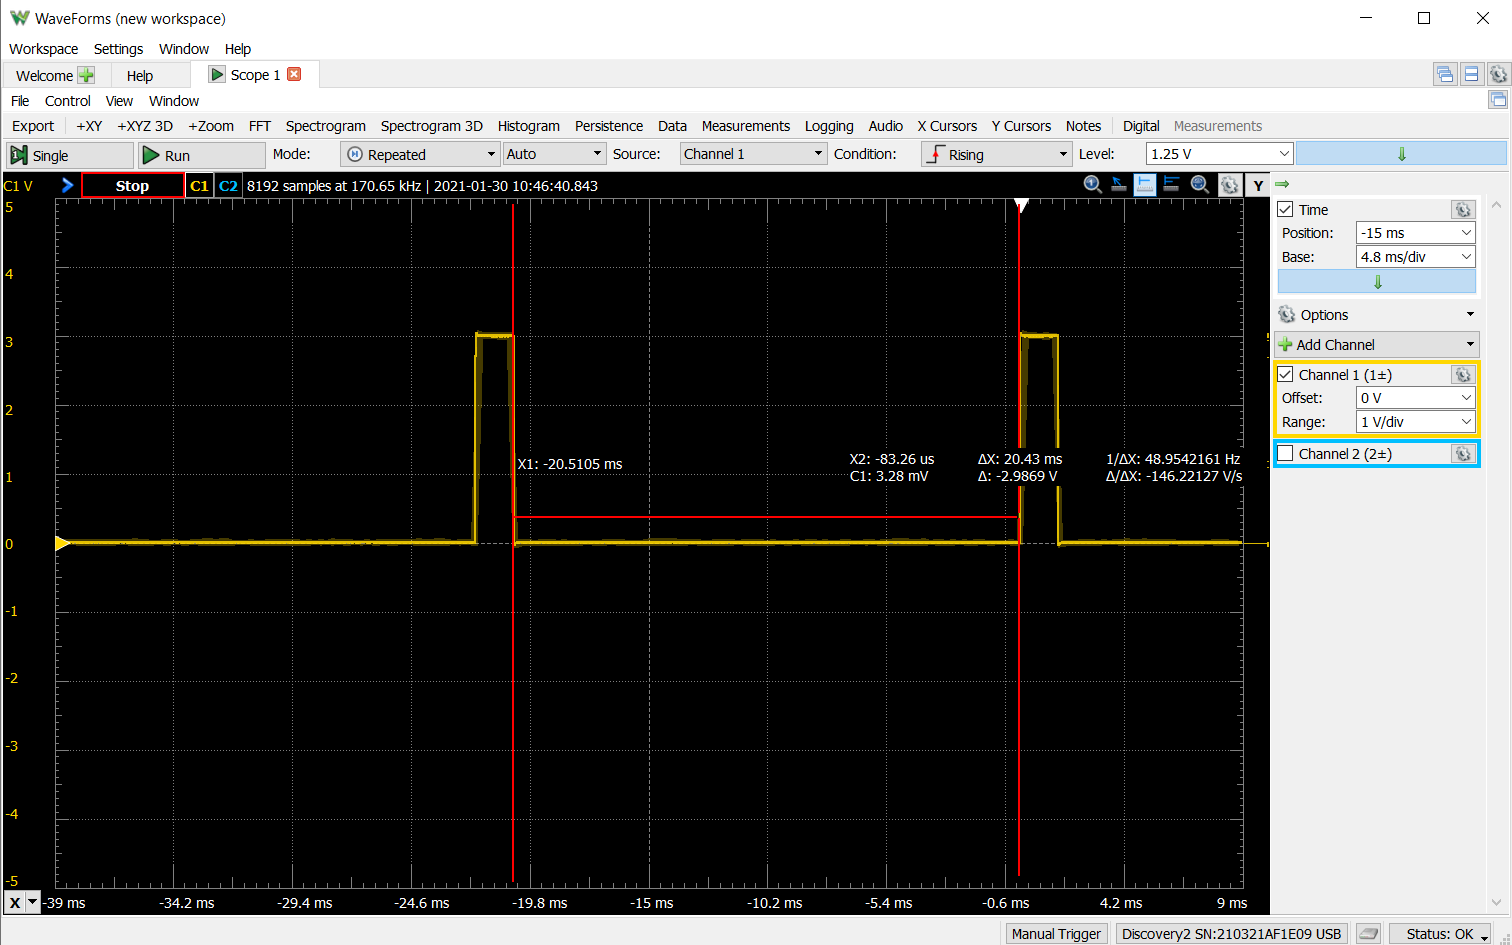 WaveForms (new workspace)
Workspace Settings Window Help
Welcome Help Scope 1
File Control View Window
Export +XY +XYZ 3D +Zoom FFT Spectrogram Spectrogram 3D Histogram Persistence Data Measurements Logging Audio X Cursors Y Cursors Notes Digital Measurements
Single Run Mode: Repeated Auto Source: Channel 1 Condition: Rising Level: 1.25 V
C1 V Stop C1 C2 8192 samples at 170.65 kHz | 2021-01-30 10:46:40.843 Y
5
4
3
2
1
0
-1
-2
-3
-4
-5
X1: -20.5105 ms
X2: -83.26 us ΔX: 20.43 ms 1/ΔX: 48.9542161 Hz
C1: 3.28 mV Δ: -2.9869 V Δ/ΔX: -146.22127 V/s
X -39 ms -34.2 ms -29.4 ms -24.6 ms -19.8 ms -15 ms -10.2 ms -5.4 ms -0.6 ms 4.2 ms 9 ms
Time
Position: -15 ms
Base: 4.8 ms/div
Options
Add Channel
Channel 1 (1±)
Offset: 0 V
Range: 1 V/div
Channel 2 (2±)
Manual Trigger Discovery2 SN:210321AF1E09 USB Status: OK